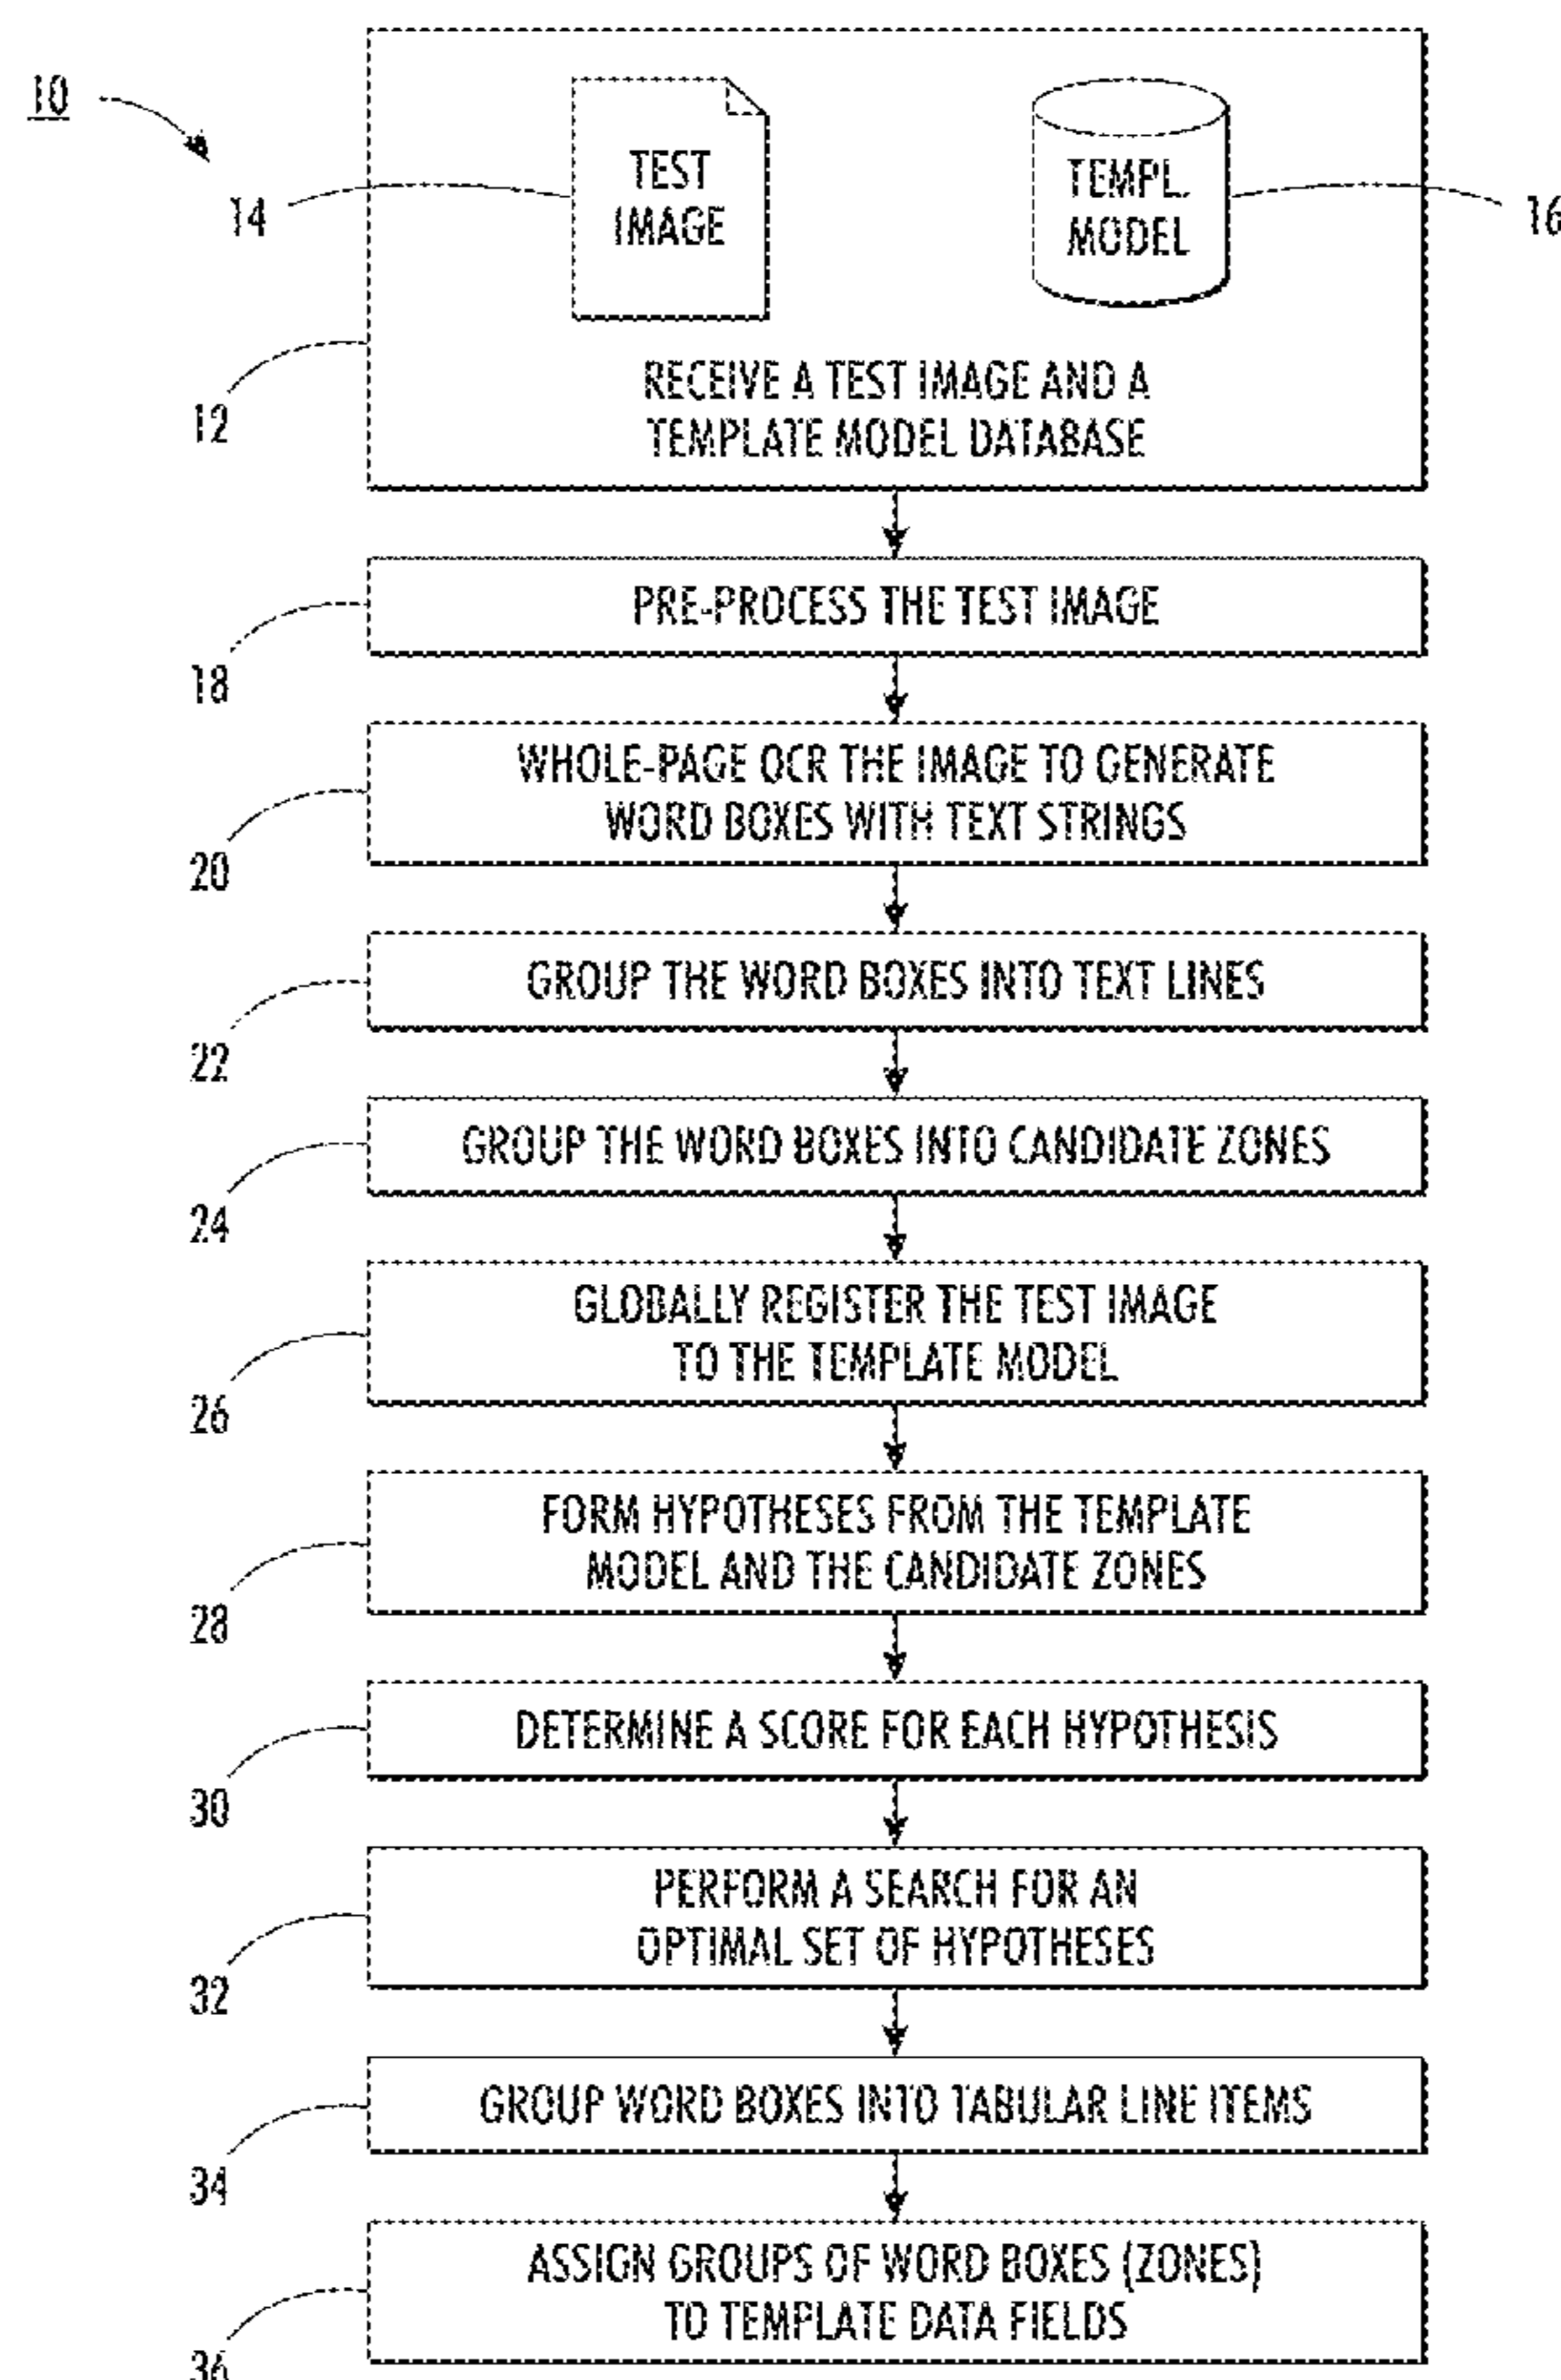 10
14
TEST
IMAGE
TEMPL.
MODEL
16
12
RECEIVE A TEST IMAGE AND A
TEMPLATE MODEL DATABASE
18
PRE-PROCESS THE TEST IMAGE
20
WHOLE-PAGE OCR THE IMAGE TO GENERATE
WORD BOXES WITH TEXT STRINGS
22
GROUP THE WORD BOXES INTO TEXT LINES
24
GROUP THE WORD BOXES INTO CANDIDATE ZONES
26
GLOBALLY REGISTER THE TEST IMAGE
TO THE TEMPLATE MODEL
28
FORM HYPOTHESES FROM THE TEMPLATE
MODEL AND THE CANDIDATE ZONES
30
DETERMINE A SCORE FOR EACH HYPOTHESIS
32
PERFORM A SEARCH FOR AN
OPTIMAL SET OF HYPOTHESES
34
GROUP WORD BOXES INTO TABULAR LINE ITEMS
36
ASSIGN GROUPS OF WORD BOXES (ZONES)
TO TEMPLATE DATA FIELDS